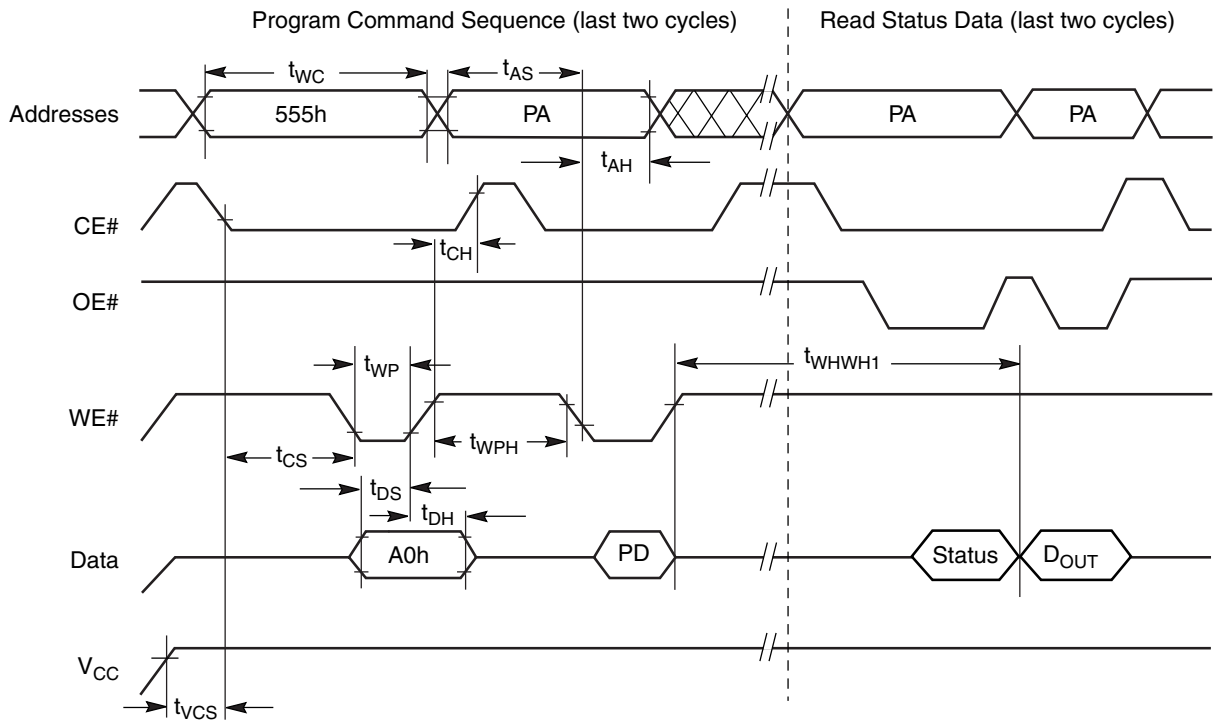 Program Command Sequence (last two cycles)
Read Status Data (last two cycles)
tWC
tAS
Addresses
555h
PA
PA
PA
tAH
CE#
tCH
OE#
tWP
tWHWH1
WE#
tCS
tWPH
tDS
tDH
Data
A0h
PD
Status
DOUT
VCC
tVCS